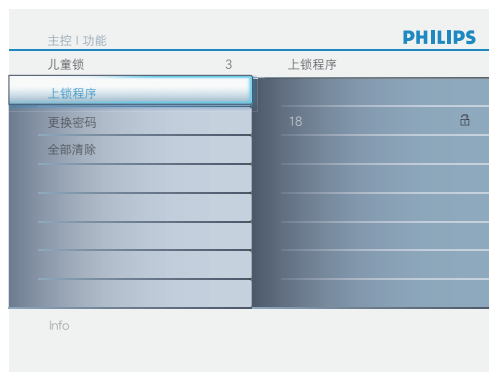 主控 | 功能 PHILIPS
儿童锁 3 上锁程序
上锁程序
更换密码 18
全部清除
Info